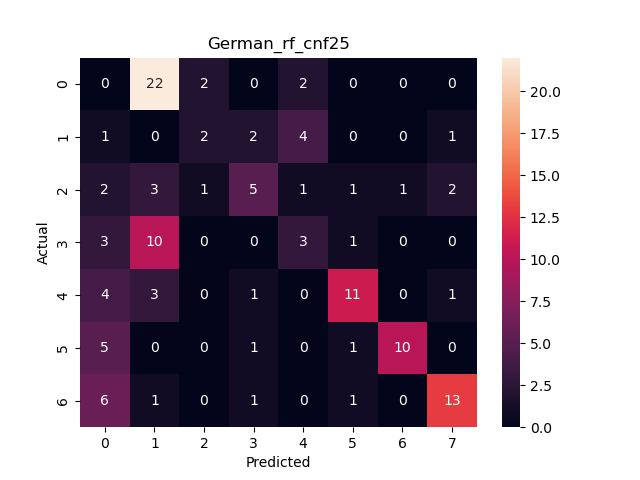 German_rf_cnf25
0 0 22 2 0 2 0 0 0
1 1 0 2 2 4 0 0 1
2 2 3 1 5 1 1 1 2
3 3 10 0 0 3 1 0 0
4 4 3 0 1 0 11 0 1
5 5 0 0 1 0 1 10 0
6 6 1 0 1 0 1 0 13
0 1 2 3 4 5 6 7
Predicted
Actual
20.0
17.5
15.0
12.5
10.0
7.5
5.0
2.5
0.0